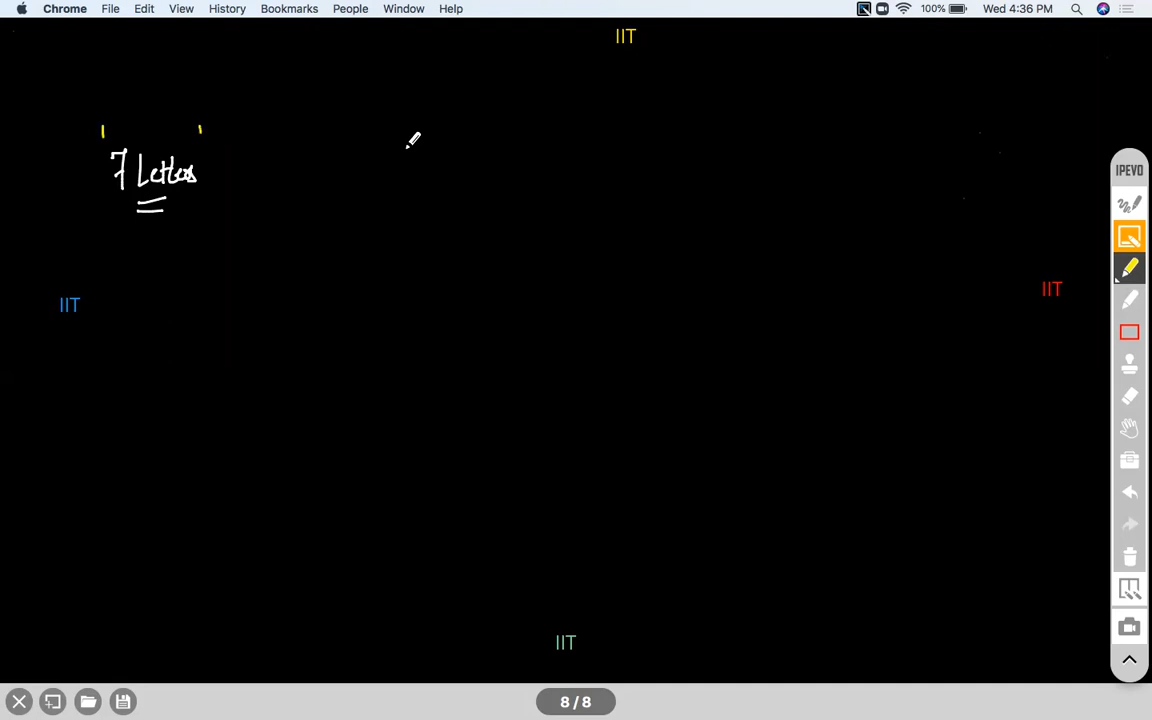 Chrome File Edit View History Bookmarks People Window Help 100% Wed 4:36 PM
IIT
7 Letters
IPEVO
IIT
IIT
IIT
8 / 8